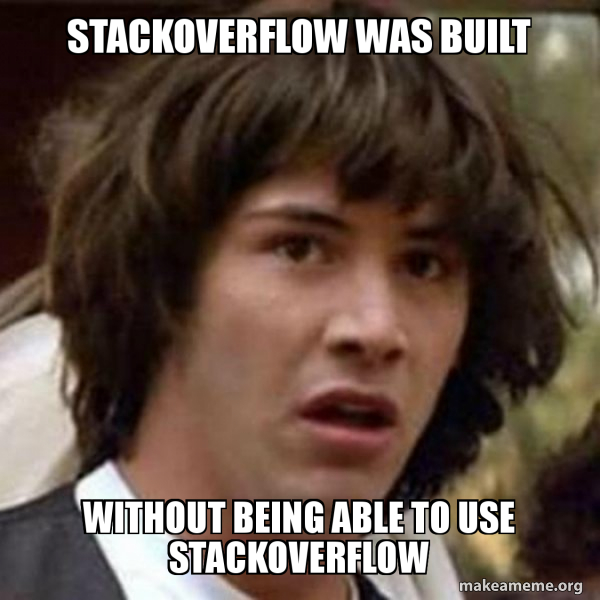 STACKOVERFLOW WAS BUILT
WITHOUT BEING ABLE TO USE
STACKOVERFLOW
makeameme.org